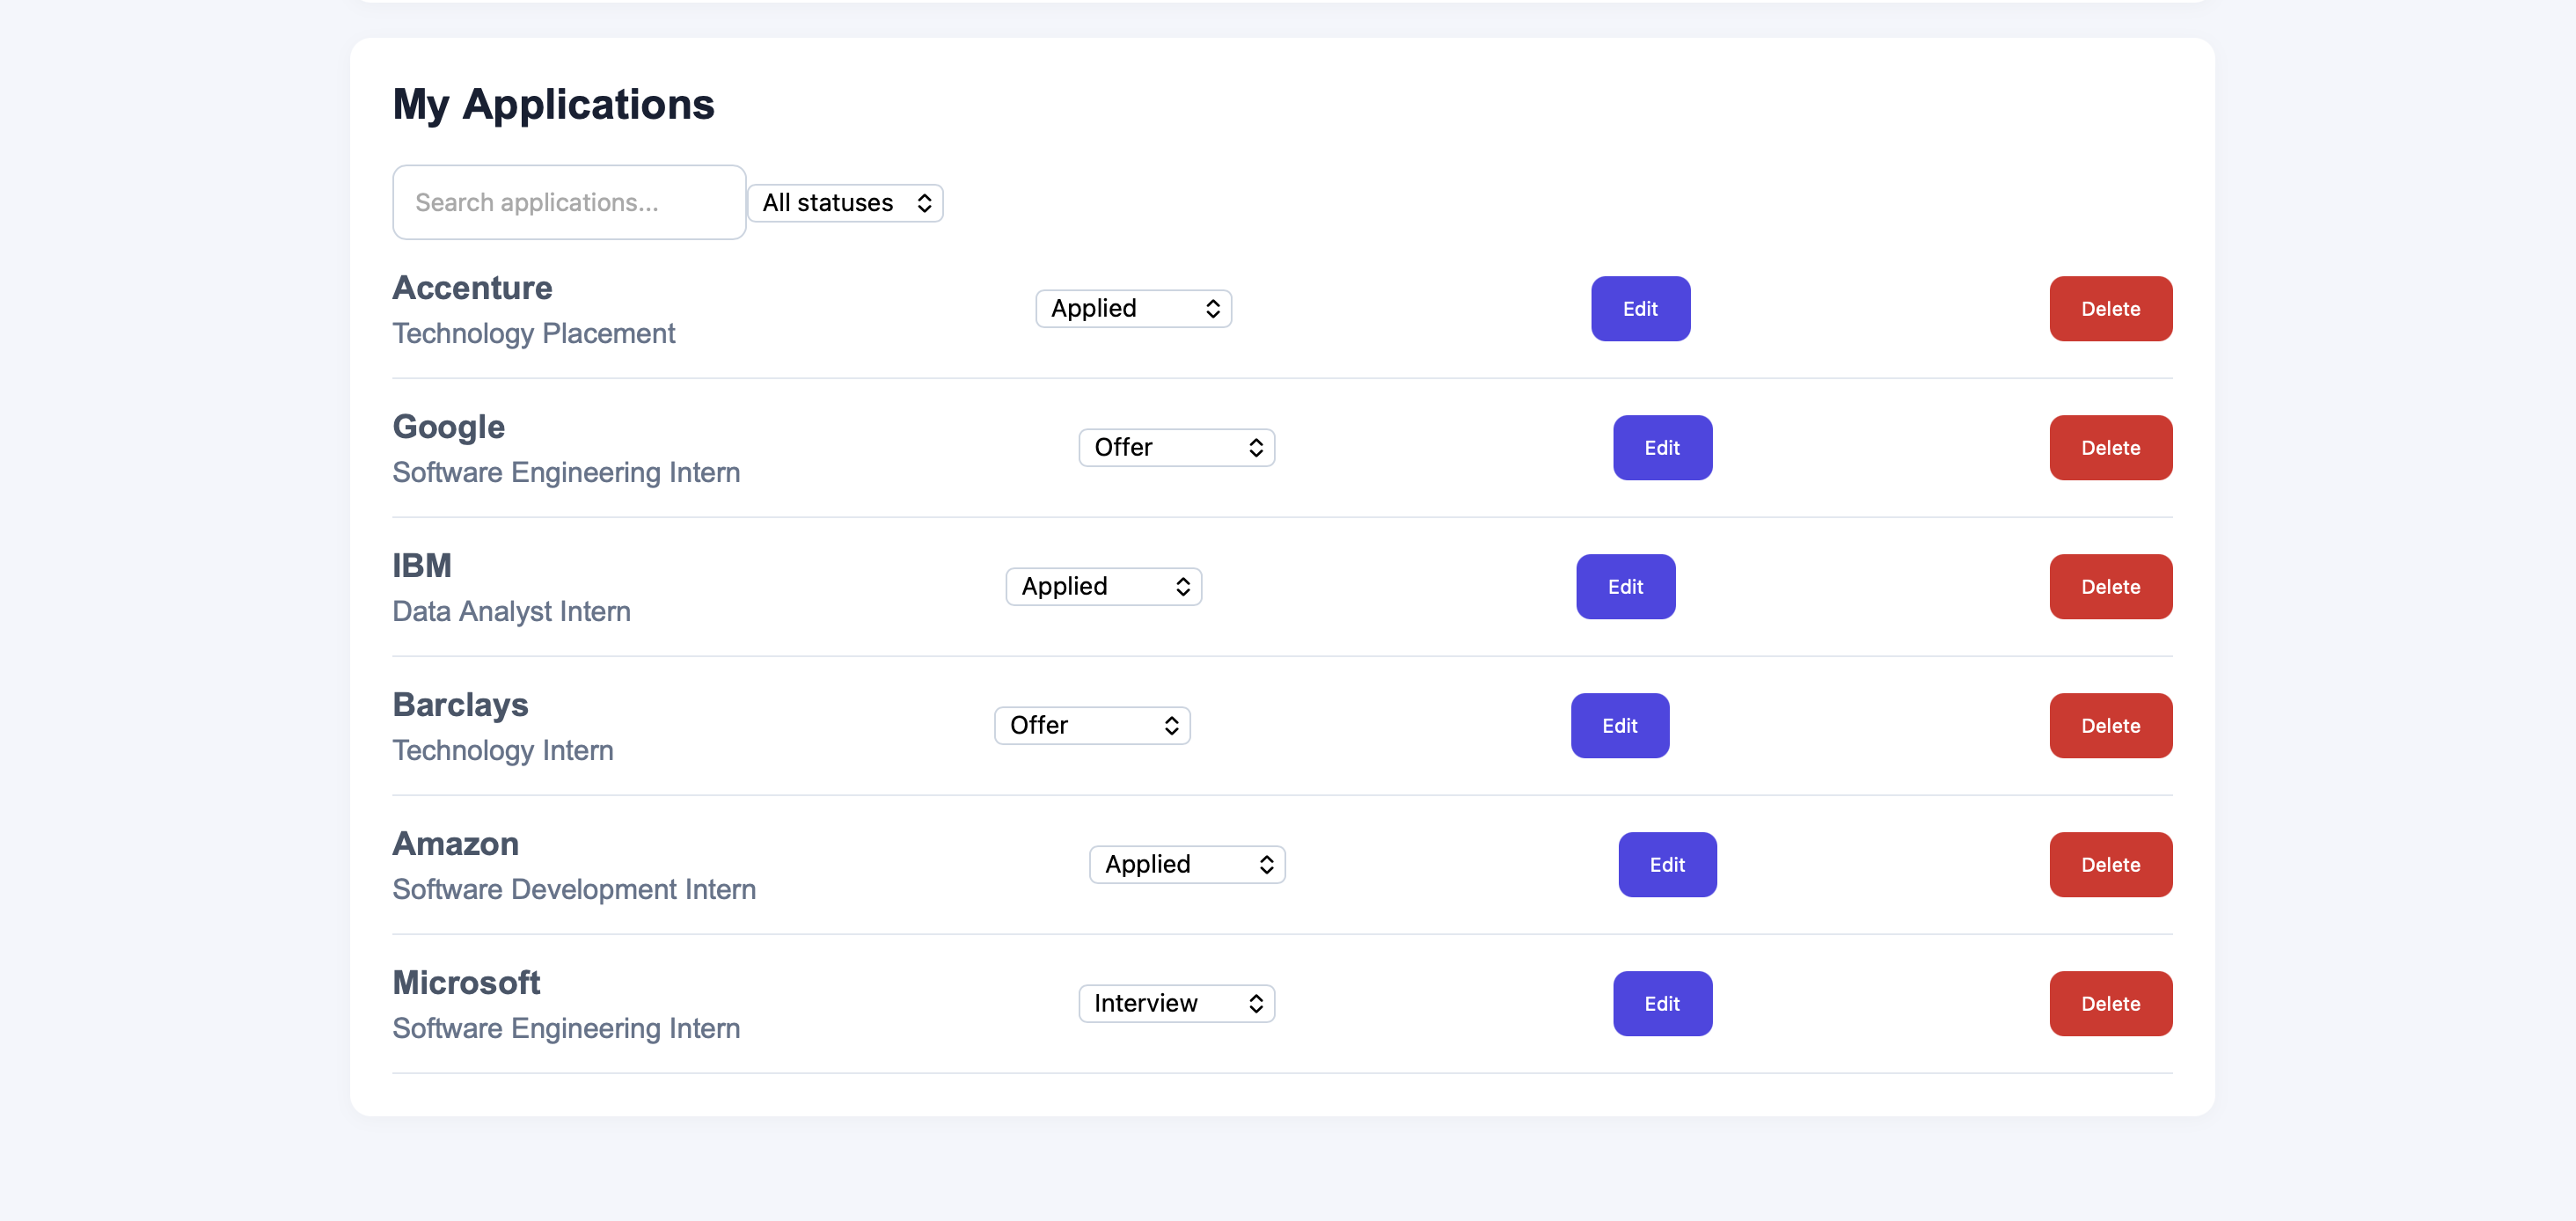 My Applications
Search applications...
All statuses
Accenture
Technology Placement
Applied
Edit
Delete
Google
Software Engineering Intern
Offer
Edit
Delete
IBM
Data Analyst Intern
Applied
Edit
Delete
Barclays
Technology Intern
Offer
Edit
Delete
Amazon
Software Development Intern
Applied
Edit
Delete
Microsoft
Software Engineering Intern
Interview
Edit
Delete